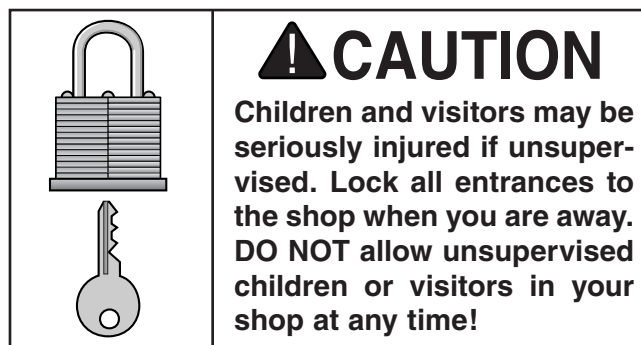 CAUTION
Children and visitors may be
seriously injured if unsuper-
vised. Lock all entrances to
the shop when you are away.
DO NOT allow unsupervised
children or visitors in your
shop at any time!